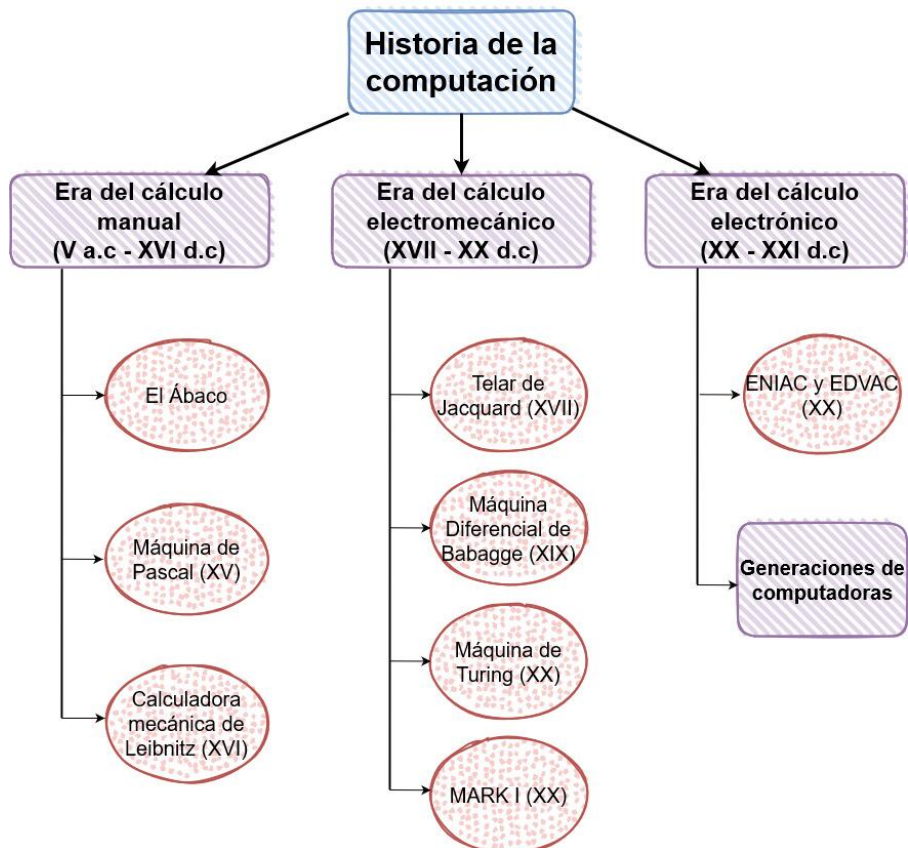 Historia de la
computación
Era del cálculo
manual
(V a.c - XVI d.c)
El Ábaco
Máquina de
Pascal (XV)
Calculadora
mecánica de
Leibnitz (XVI)
Era del cálculo
electromecánico
(XVII - XX d.c)
Telar de
Jacquard (XVII)
Máquina
Diferencial de
Babagge (XIX)
Máquina de
Turing (XX)
MARK I (XX)
Era del cálculo
electrónico
(XX - XXI d.c)
ENIAC y EDVAC
(XX)
Generaciones de
computadoras